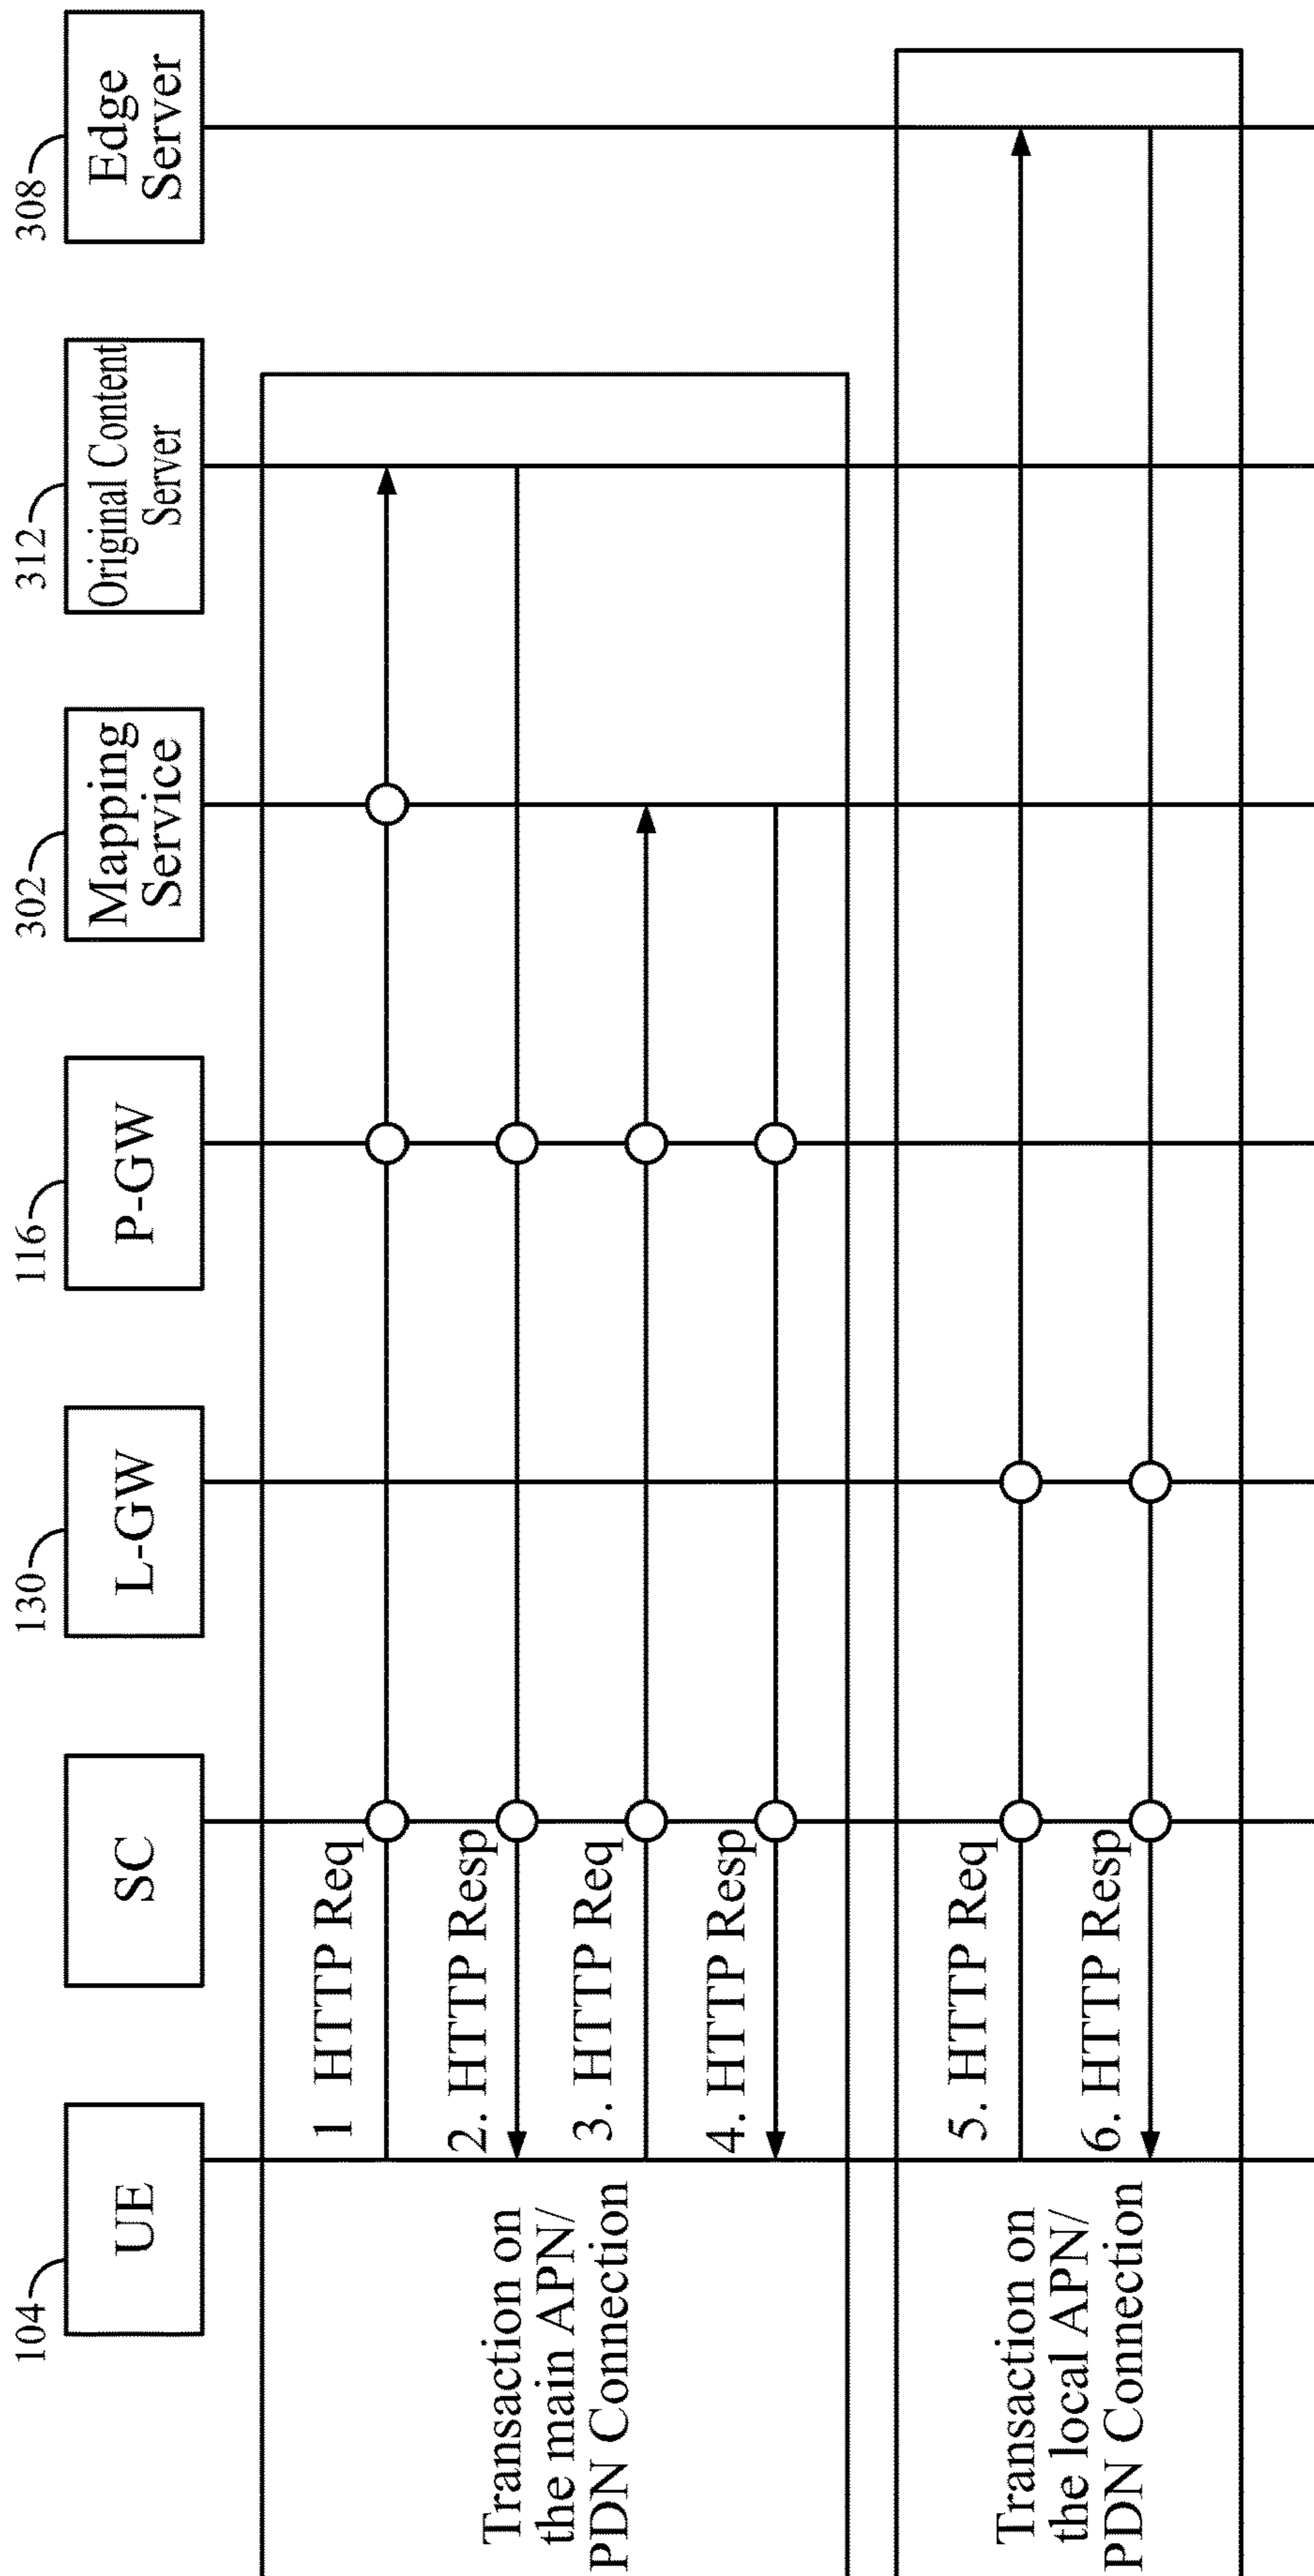 104
UE
SC
130
L-GW
116
P-GW
302
Mapping
Service
312
Original Content
Server
308
Edge
Server
1 HTTP Req
2. HTTP Resp
3. HTTP Req
4. HTTP Resp
Transaction on
the main APN/
PDN Connection
5. HTTP Req
6. HTTP Resp
Transaction on
the local APN/
PDN Connection